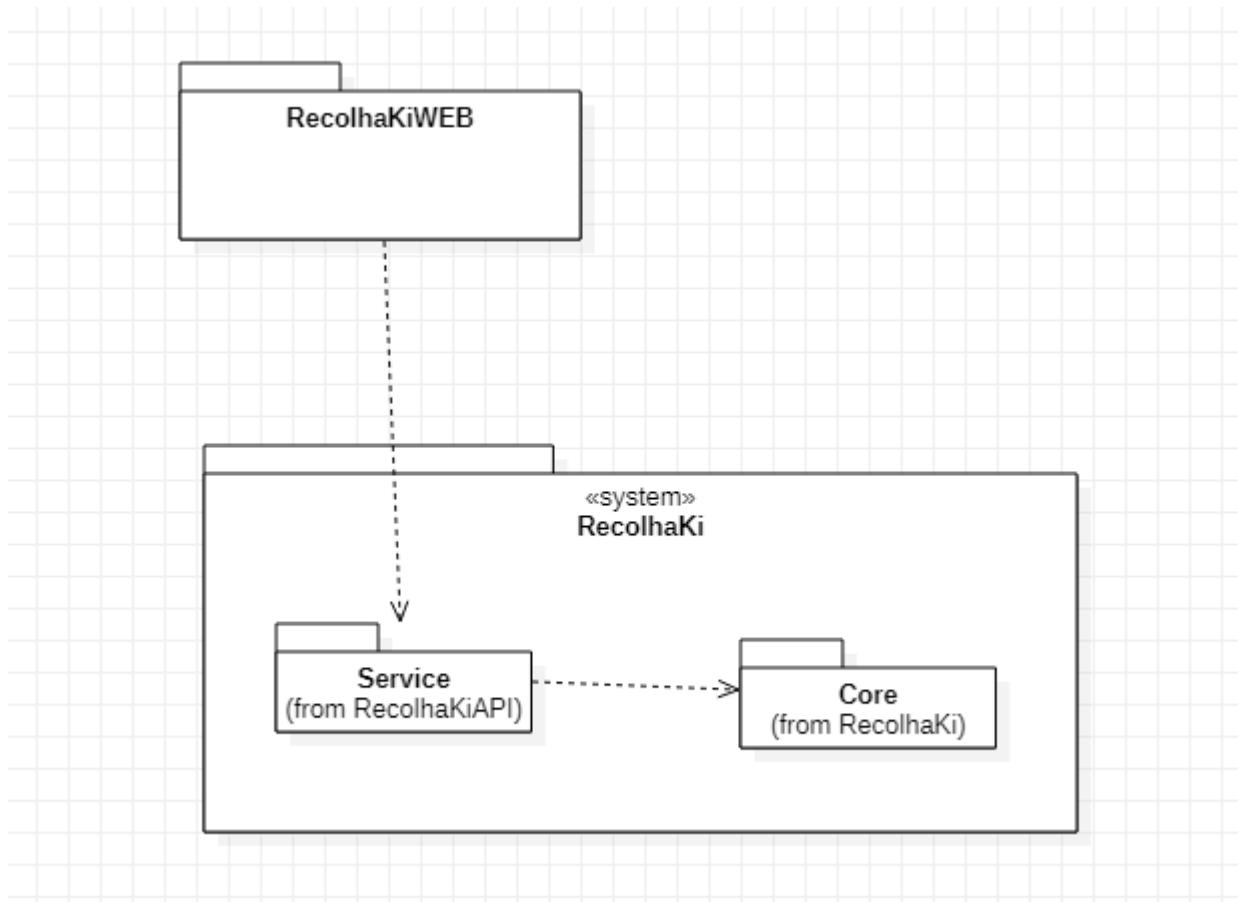 RecolhaKiWEB
«system»
RecolhaKi
Service
(from RecolhaKiAPI)
Core
(from RecolhaKi)